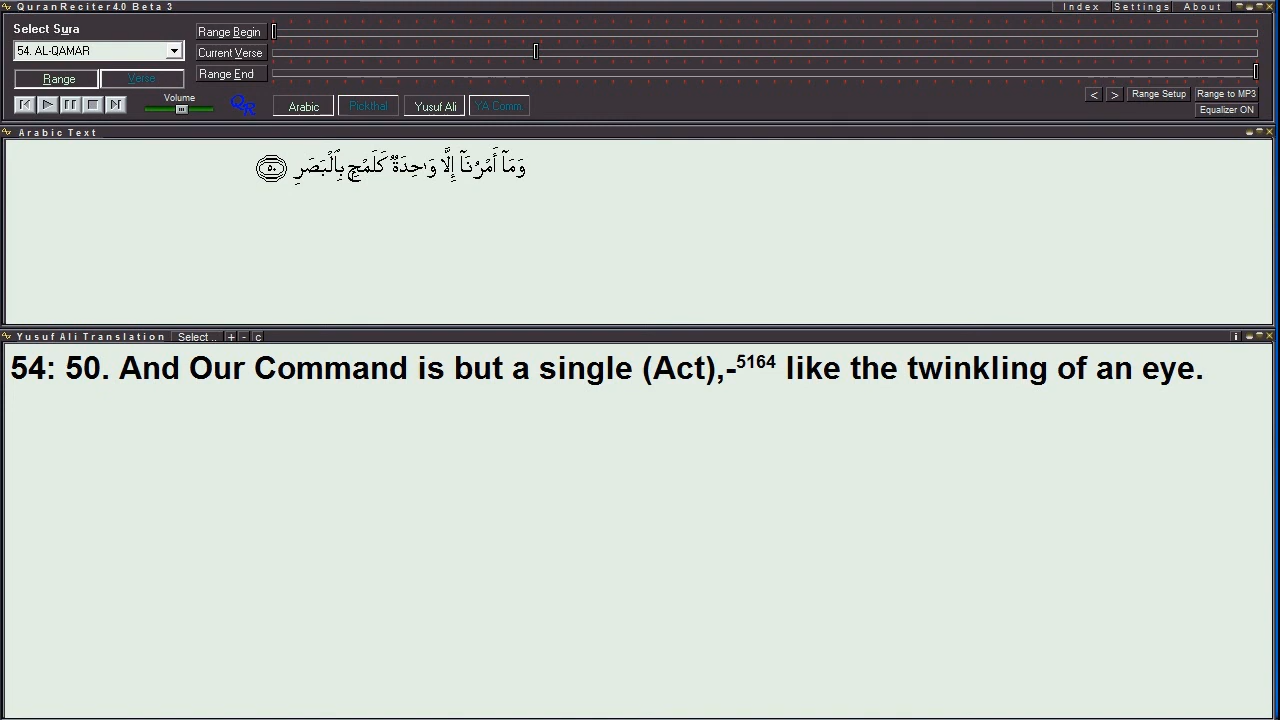 QuranReciter4.0 Beta 3
Index Settings About
Select Sura
54. AL-QAMAR
Range Verse
Range Begin
Current Verse
Range End
Volume
QR
Arabic Pickthal Yusuf Ali YA Comm.
< > Range Setup Range to MP3
Equalizer ON
Arabic Text
وَمَآ أَمْرُنَآ إِلَّا وَٰحِدَةٌ كَلَمْحٍۭ بِٱلْبَصَرِ ٥٠
Yusuf Ali Translation Select .. + - c i
54: 50. And Our Command is but a single (Act),-5164 like the twinkling of an eye.